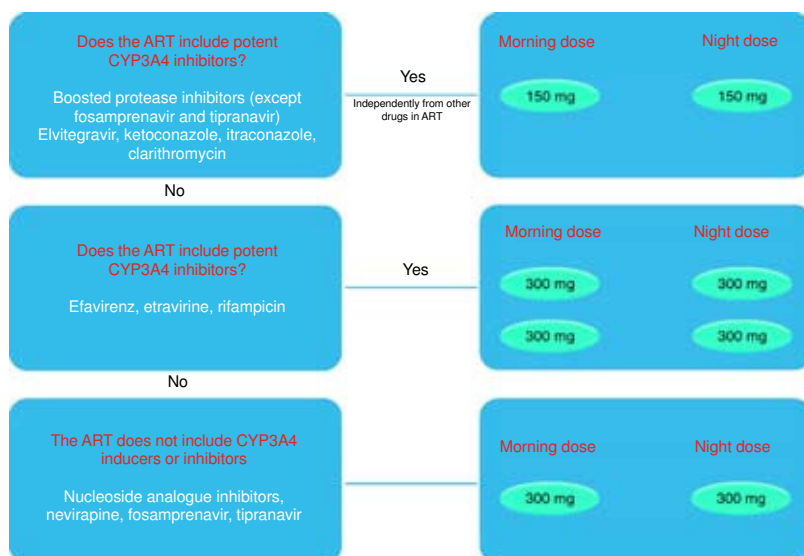 Does the ART include potent
CYP3A4 inhibitors?
Boosted protease inhibitors (except
fosamprenavir and tipranavir)
Elvitegravir, ketoconazole, itraconazole,
clarithromycin
Yes
Independently from other
drugs in ART
Morning dose
Night dose
150 mg
150 mg
No
Does the ART include potent
CYP3A4 inhibitors?
Efavirenz, etravirine, rifampicin
Yes
Morning dose
Night dose
300 mg
300 mg
300 mg
300 mg
No
The ART does not include CYP3A4
inducers or inhibitors
Nucleoside analogue inhibitors,
nevirapine, fosamprenavir, tipranavir
Morning dose
Night dose
300 mg
300 mg